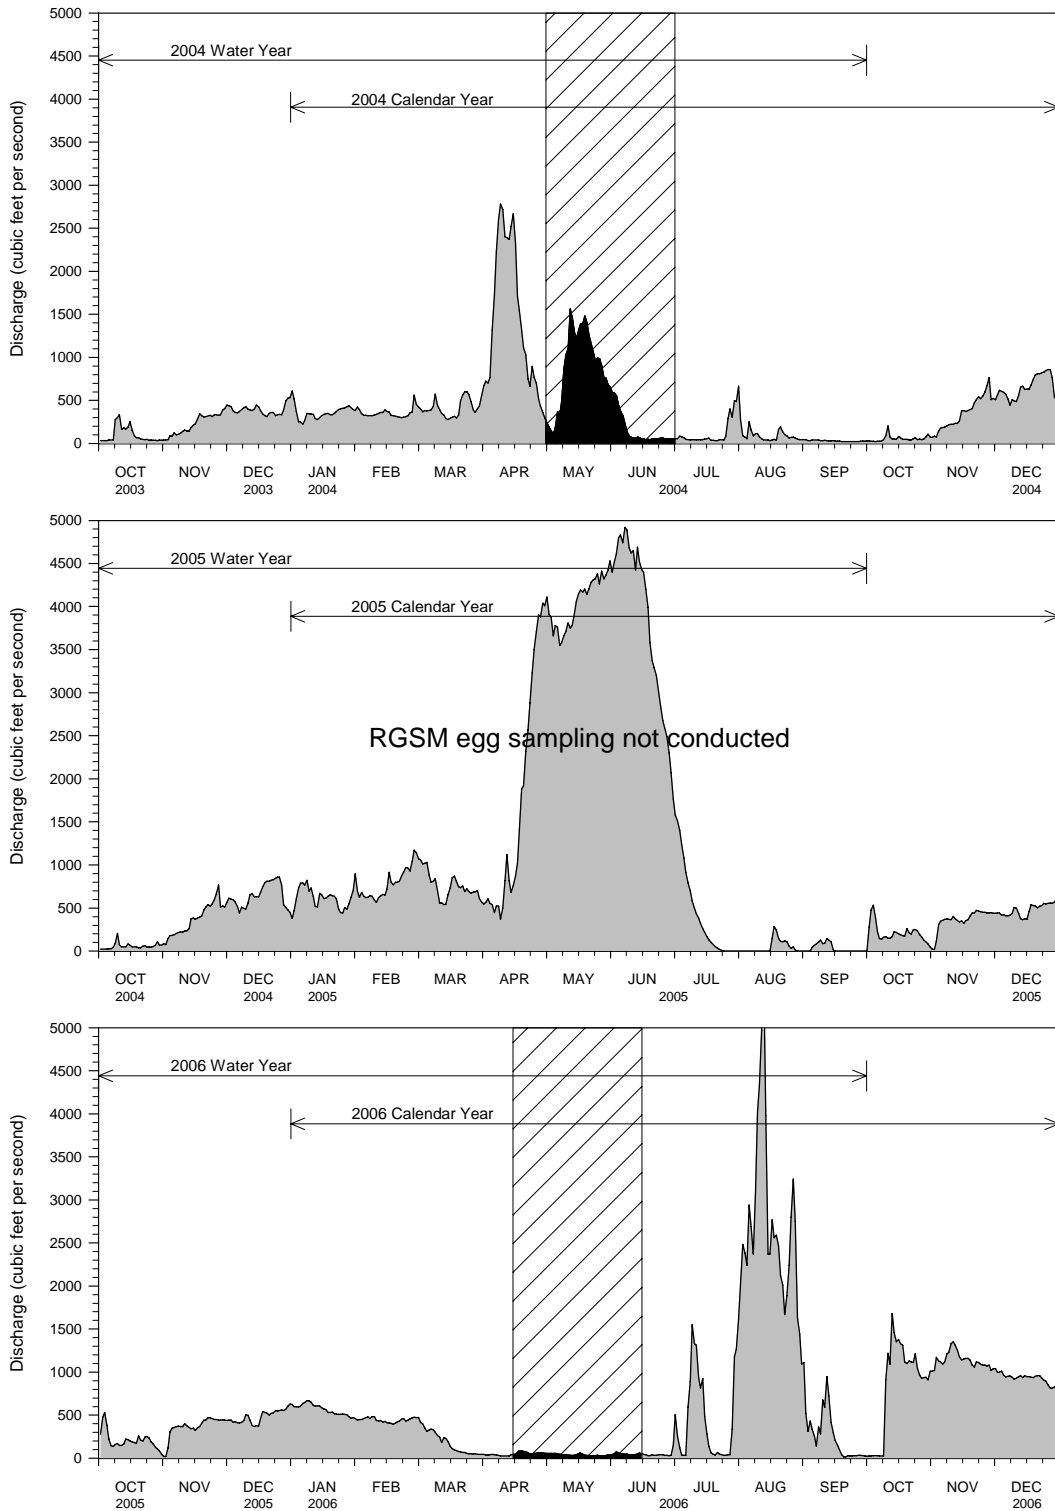 5000
4500
4000
3500
3000
2500
2000
1500
1000
500
0
Discharge (cubic feet per second)
2004 Water Year
2004 Calendar Year
OCT NOV DEC JAN FEB MAR APR MAY JUN JUL AUG SEP OCT NOV DEC
2003 2003 2004 2004 2004
5000
4500
4000
3500
3000
2500
2000
1500
1000
500
0
Discharge (cubic feet per second)
2005 Water Year
2005 Calendar Year
RGSM egg sampling not conducted
OCT NOV DEC JAN FEB MAR APR MAY JUN JUL AUG SEP OCT NOV DEC
2004 2004 2005 2005 2005
5000
4500
4000
3500
3000
2500
2000
1500
1000
500
0
Discharge (cubic feet per second)
2006 Water Year
2006 Calendar Year
OCT NOV DEC JAN FEB MAR APR MAY JUN JUL AUG SEP OCT NOV DEC
2005 2005 2006 2006 2006